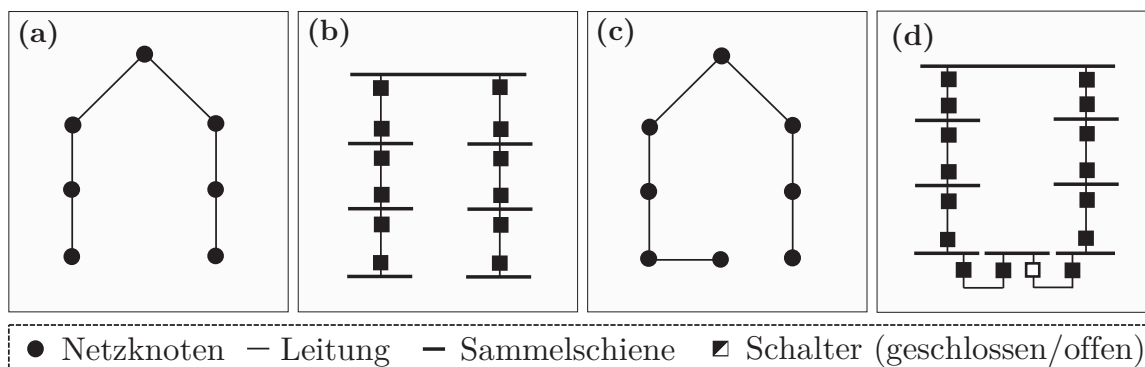 (a) (b) (c) (d)
Netzknoten Leitung Sammelschiene Schalter (geschlossen/offen)